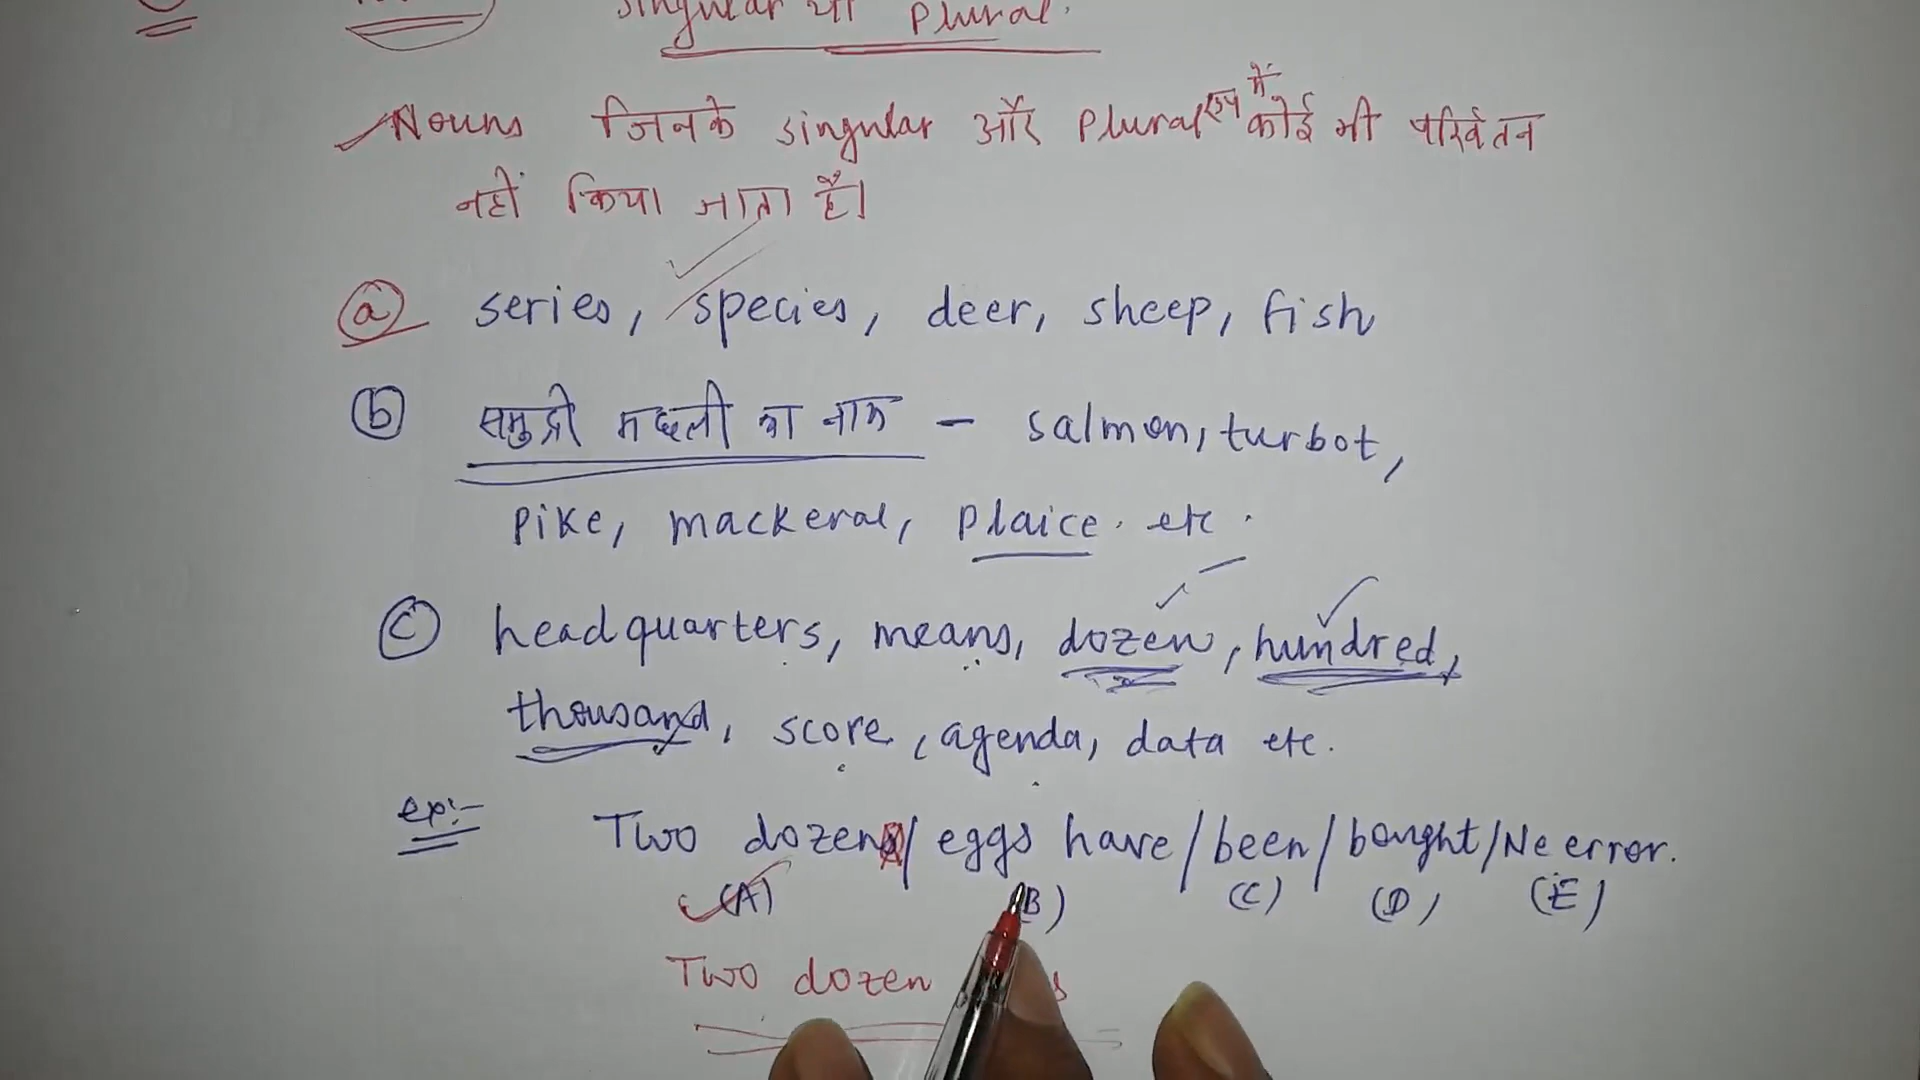 singular या plural.
Nouns जिनके singular और plural रूप में कोई भी परिवर्तन
नहीं किया जाता है।
(a) series, species, deer, sheep, fish
(b) समुद्री मछली का नाम - salmon, turbot,
pike, mackeral, plaice. etc.
(c) headquarters, means, dozen, hundred,
thousand, score, agenda, data etc.
ex:- Two dozens/ eggs have/ been/ bought/ No error.
(A) (B) (C) (D) (E)
Two dozen